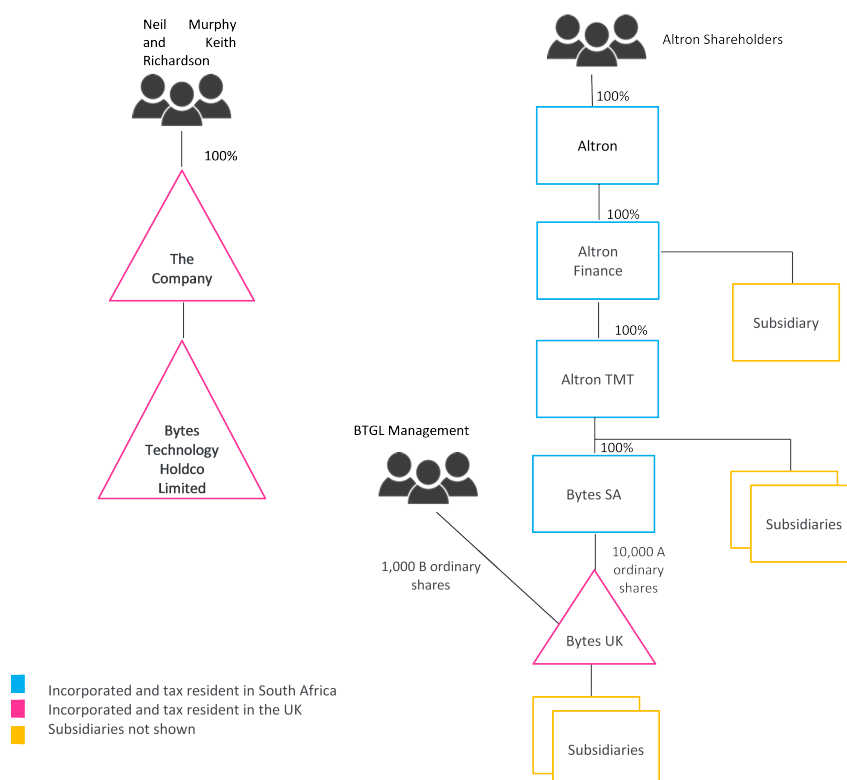 Neil Murphy
and Keith
Richardson
100%
The
Company
Bytes
Technology
Holdco
Limited
Altron Shareholders
100%
Altron
100%
Altron
Finance
Subsidiary
100%
Altron TMT
BTGL Management
100%
Bytes SA
Subsidiaries
1,000 B ordinary
shares
10,000 A
ordinary
shares
Bytes UK
Subsidiaries
Incorporated and tax resident in South Africa
Incorporated and tax resident in the UK
Subsidiaries not shown